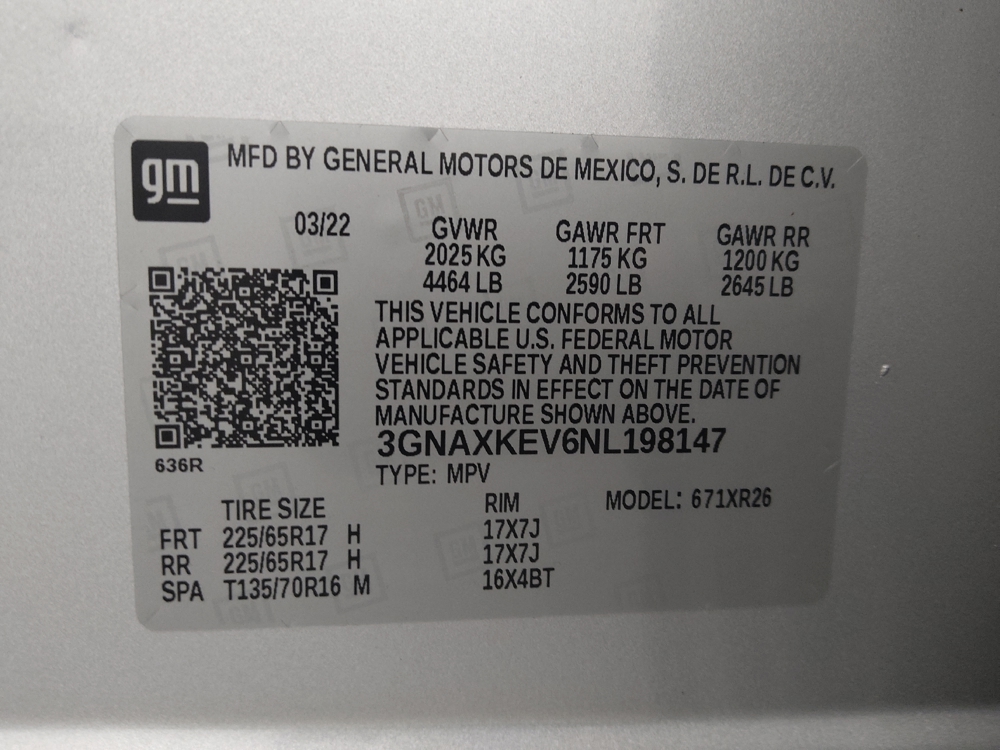 gm
MFD BY GENERAL MOTORS DE MEXICO, S. DE R.L. DE C.V.
03/22 GVWR GAWR FRT GAWR RR
2025 KG 1175 KG 1200 KG
4464 LB 2590 LB 2645 LB
THIS VEHICLE CONFORMS TO ALL
APPLICABLE U.S. FEDERAL MOTOR
VEHICLE SAFETY AND THEFT PREVENTION
STANDARDS IN EFFECT ON THE DATE OF
MANUFACTURE SHOWN ABOVE.
3GNAXKEV6NL198147
636R
TYPE: MPV
TIRE SIZE RIM MODEL: 671XR26
FRT 225/65R17 H 17X7J
RR 225/65R17 H 17X7J
SPA T135/70R16 M 16X4BT